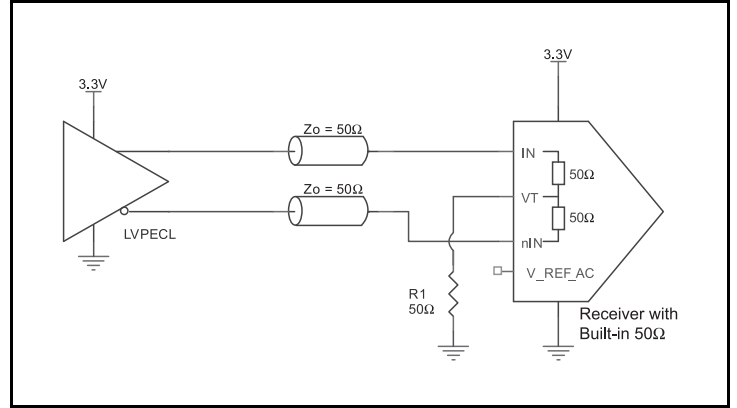 3.3V
3.3V
Zo = 50Ω
IN
50Ω
Zo = 50Ω
VT
50Ω
nIN
LVPECL
V_REF_AC
R1
50Ω
Receiver with
Built-in 50Ω